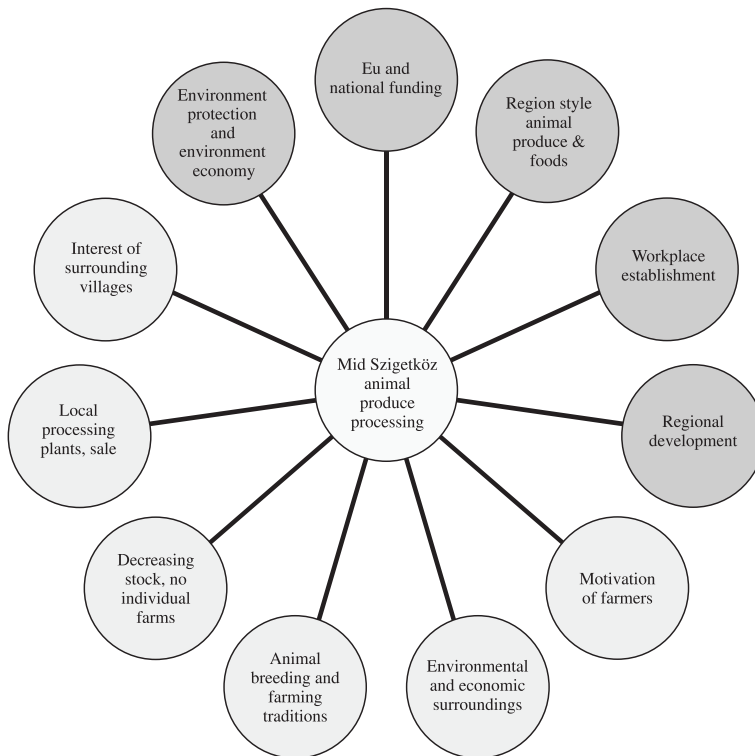 Eu and
national funding
Region style
animal
produce &
foods
Workplace
establishment
Regional
development
Motivation
of farmers
Environmental
and economic
surroundings
Animal
breeding and
farming
traditions
Decreasing
stock, no
individual
farms
Local
processing
plants, sale
Interest of
surrounding
villages
Environment
protection
and
environment
economy
Mid Szigetköz
animal
produce
processing